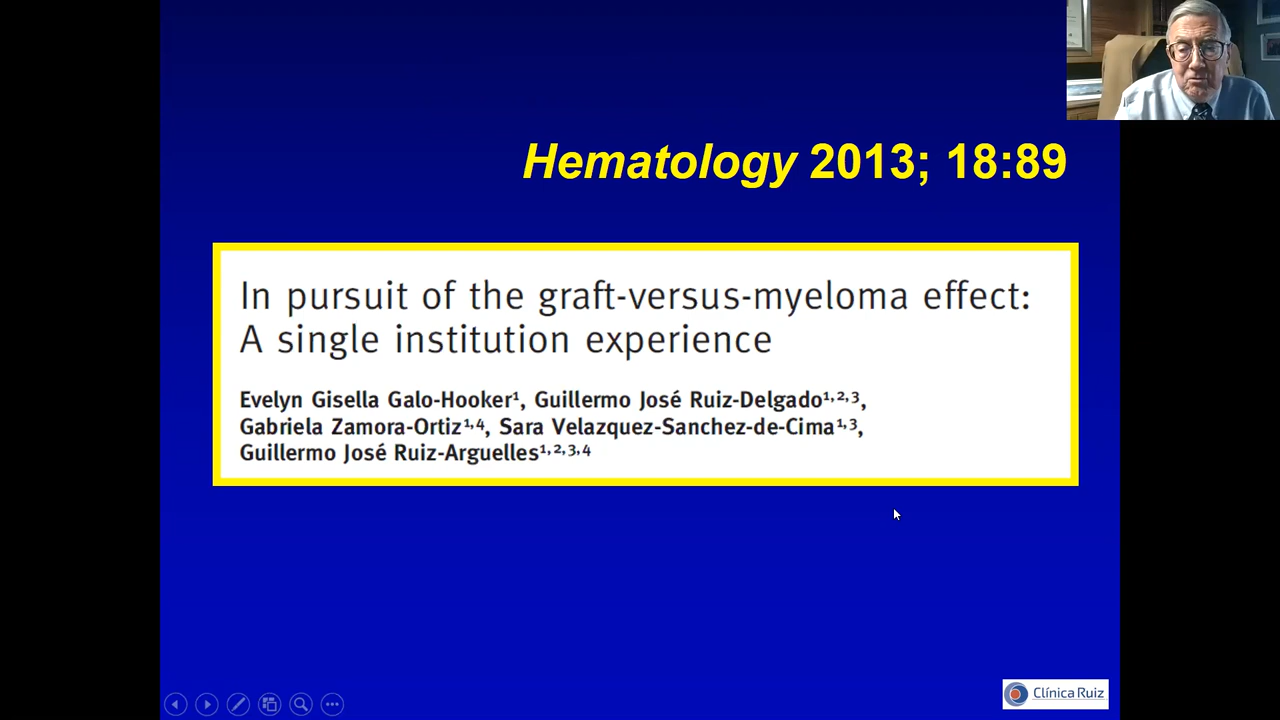 Hematology 2013; 18:89
In pursuit of the graft-versus-myeloma effect:
A single institution experience
Evelyn Gisella Galo-Hooker¹, Guillermo José Ruiz-Delgado¹,²,³,
Gabriela Zamora-Ortiz¹,⁴, Sara Velazquez-Sanchez-de-Cima¹,³,
Guillermo José Ruiz-Arguelles¹,²,³,⁴
Clínica Ruiz